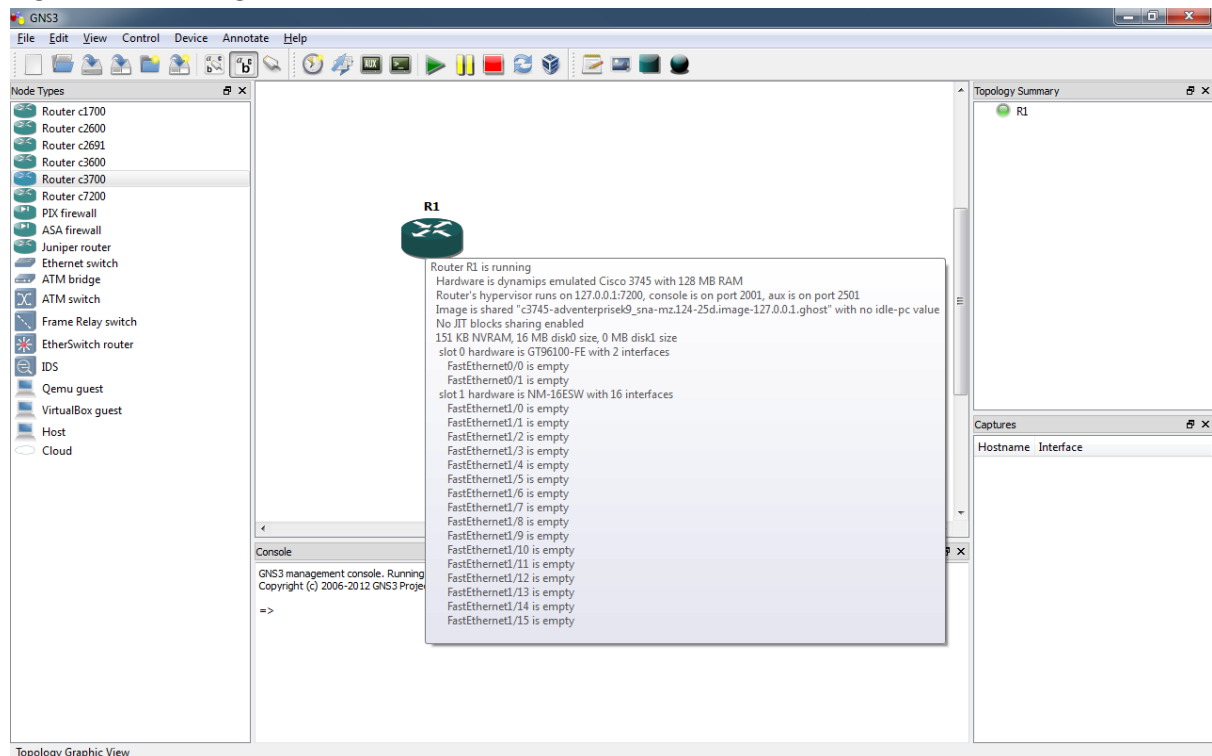 GNS3
File Edit View Control Device Annotate Help
AUX
Node Types
Router c1700
Router c2600
Router c2691
Router c3600
Router c3700
Router c7200
PIX firewall
ASA firewall
Juniper router
Ethernet switch
ATM bridge
ATM switch
Frame Relay switch
EtherSwitch router
IDS
Qemu guest
VirtualBox guest
Host
Cloud
R1
Router R1 is running
Hardware is dynamips emulated Cisco 3745 with 128 MB RAM
Router's hypervisor runs on 127.0.0.1:7200, console is on port 2001, aux is on port 2501
Image is shared "c3745-adventerprisek9_sna-mz.124-25d.image-127.0.0.1.ghost" with no idle-pc value
No JIT blocks sharing enabled
151 KB NVRAM, 16 MB disk0 size, 0 MB disk1 size
slot 0 hardware is GT96100-FE with 2 interfaces
FastEthernet0/0 is empty
FastEthernet0/1 is empty
slot 1 hardware is NM-16ESW with 16 interfaces
FastEthernet1/0 is empty
FastEthernet1/1 is empty
FastEthernet1/2 is empty
FastEthernet1/3 is empty
FastEthernet1/4 is empty
FastEthernet1/5 is empty
FastEthernet1/6 is empty
FastEthernet1/7 is empty
FastEthernet1/8 is empty
FastEthernet1/9 is empty
FastEthernet1/10 is empty
FastEthernet1/11 is empty
FastEthernet1/12 is empty
FastEthernet1/13 is empty
FastEthernet1/14 is empty
FastEthernet1/15 is empty
Console
GNS3 management console. Running
Copyright (c) 2006-2012 GNS3 Proje
=>
Topology Summary
R1
Captures
Hostname Interface
Topology Graphic View